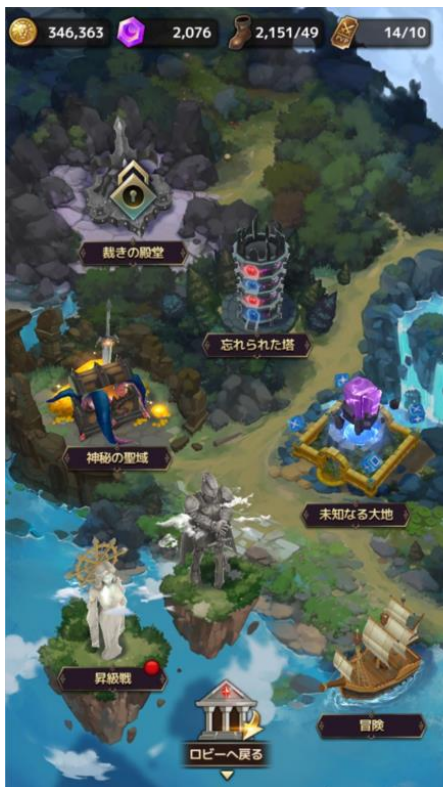 346,363
2,076
2,151/49
14/10
裁きの殿堂
忘れられた塔
神秘の聖域
未知なる大地
昇級戦
冒険
ロビーへ戻る